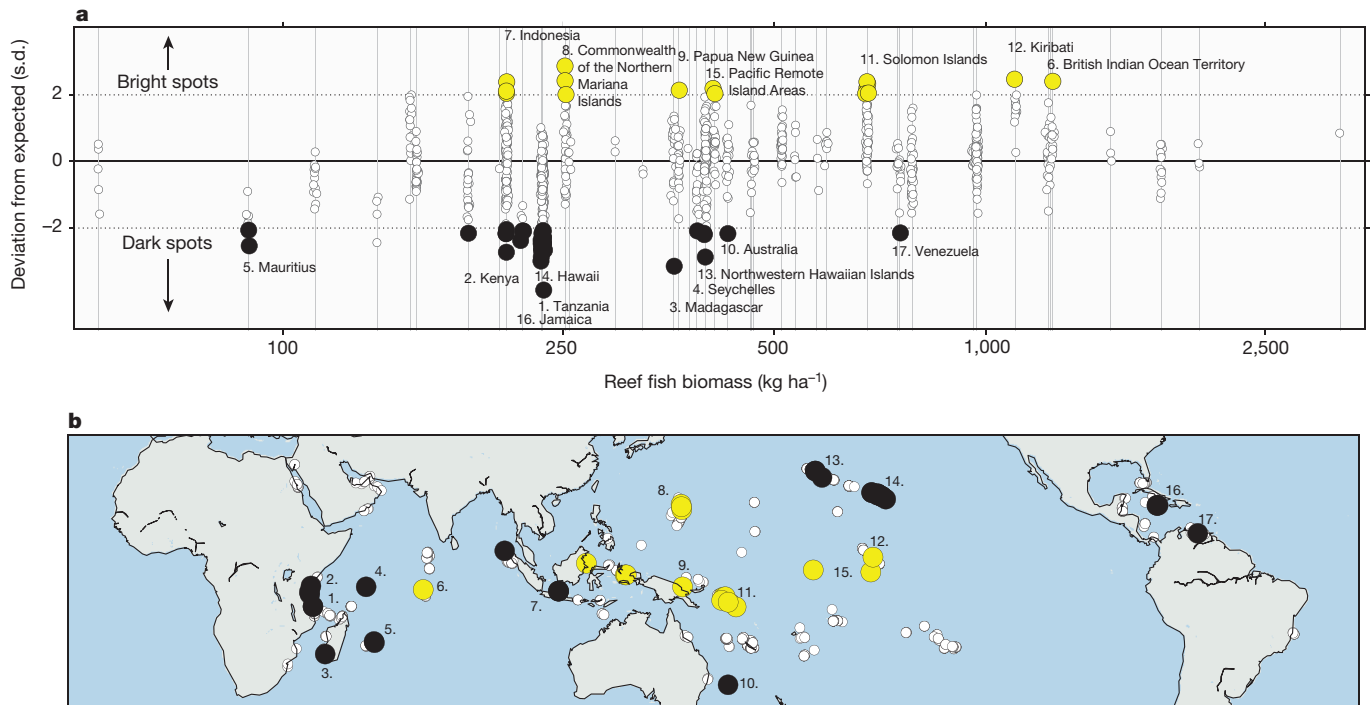 a
Deviation from expected (s.d.)
2
0
−2
Bright spots
Dark spots
7. Indonesia
8. Commonwealth
of the Northern
Mariana
Islands
9. Papua New Guinea
15. Pacific Remote
Island Areas
11. Solomon Islands
12. Kiribati
6. British Indian Ocean Territory
5. Mauritius
2. Kenya
14. Hawaii
1. Tanzania
16. Jamaica
10. Australia
13. Northwestern Hawaiian Islands
4. Seychelles
3. Madagascar
17. Venezuela
100
250
500
1,000
2,500
Reef fish biomass (kg ha⁻¹)
b
13.
14.
8.
16.
17.
12.
2.
4.
9.
15.
6.
1.
7.
11.
5.
3.
10.